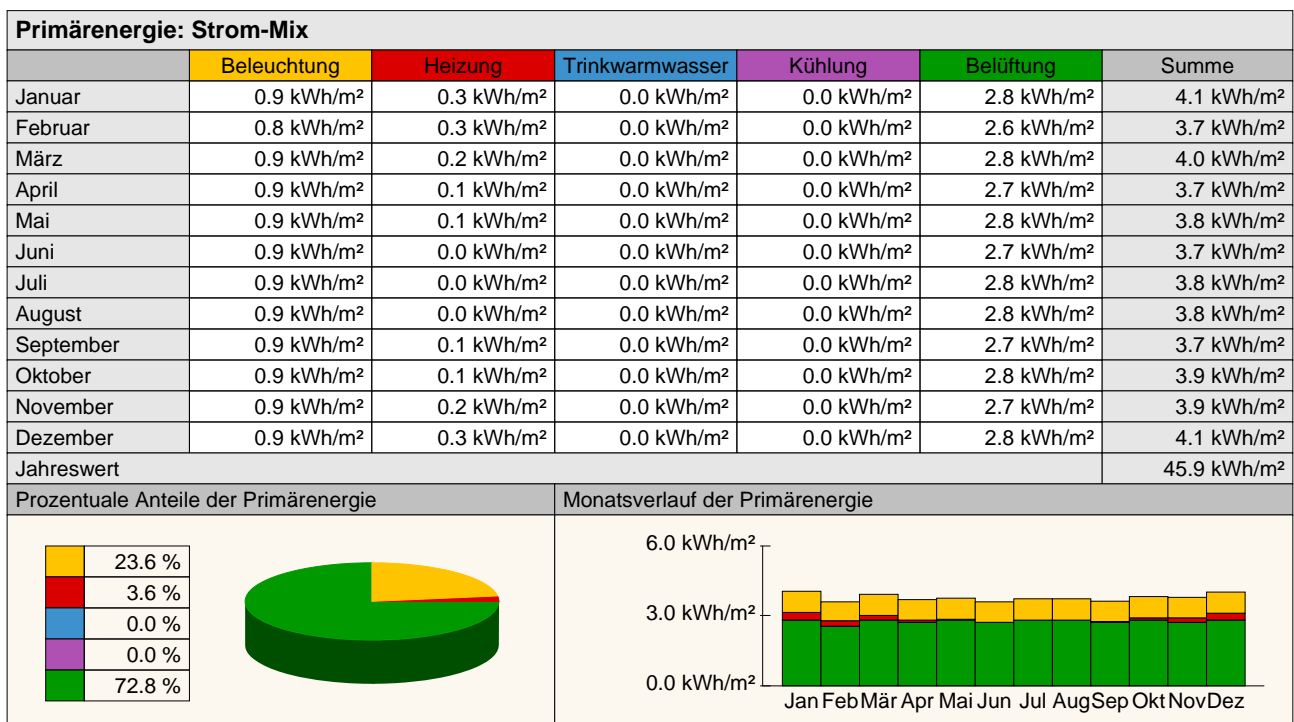 Primärenergie: Strom-Mix
Beleuchtung Heizung Trinkwarmwasser Kühlung Belüftung Summe
Januar 0.9 kWh/m² 0.3 kWh/m² 0.0 kWh/m² 0.0 kWh/m² 2.8 kWh/m² 4.1 kWh/m²
Februar 0.8 kWh/m² 0.3 kWh/m² 0.0 kWh/m² 0.0 kWh/m² 2.6 kWh/m² 3.7 kWh/m²
März 0.9 kWh/m² 0.2 kWh/m² 0.0 kWh/m² 0.0 kWh/m² 2.8 kWh/m² 4.0 kWh/m²
April 0.9 kWh/m² 0.1 kWh/m² 0.0 kWh/m² 0.0 kWh/m² 2.7 kWh/m² 3.7 kWh/m²
Mai 0.9 kWh/m² 0.1 kWh/m² 0.0 kWh/m² 0.0 kWh/m² 2.8 kWh/m² 3.8 kWh/m²
Juni 0.9 kWh/m² 0.0 kWh/m² 0.0 kWh/m² 0.0 kWh/m² 2.7 kWh/m² 3.7 kWh/m²
Juli 0.9 kWh/m² 0.0 kWh/m² 0.0 kWh/m² 0.0 kWh/m² 2.8 kWh/m² 3.8 kWh/m²
August 0.9 kWh/m² 0.0 kWh/m² 0.0 kWh/m² 0.0 kWh/m² 2.8 kWh/m² 3.8 kWh/m²
September 0.9 kWh/m² 0.1 kWh/m² 0.0 kWh/m² 0.0 kWh/m² 2.7 kWh/m² 3.7 kWh/m²
Oktober 0.9 kWh/m² 0.1 kWh/m² 0.0 kWh/m² 0.0 kWh/m² 2.8 kWh/m² 3.9 kWh/m²
November 0.9 kWh/m² 0.2 kWh/m² 0.0 kWh/m² 0.0 kWh/m² 2.7 kWh/m² 3.9 kWh/m²
Dezember 0.9 kWh/m² 0.3 kWh/m² 0.0 kWh/m² 0.0 kWh/m² 2.8 kWh/m² 4.1 kWh/m²
Jahreswert 45.9 kWh/m²
Prozentuale Anteile der Primärenergie
23.6 %
3.6 %
0.0 %
0.0 %
72.8 %
Monatsverlauf der Primärenergie
6.0 kWh/m²
3.0 kWh/m²
0.0 kWh/m²
Jan Feb Mär Apr Mai Jun Jul Aug Sep Okt Nov Dez